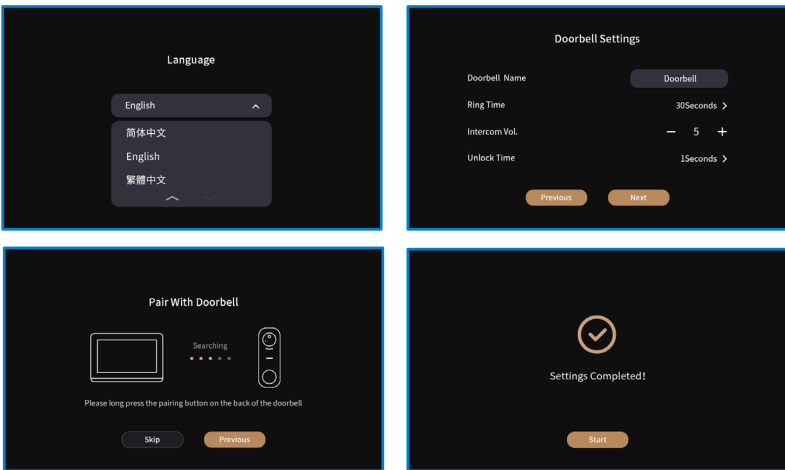 Language
English
简体中文
English
繁體中文
Doorbell Settings
Doorbell Name Doorbell
Ring Time 30Seconds
Intercom Vol. 5
Unlock Time 1Seconds
Previous Next
Pair With Doorbell
Searching
Please long press the pairing button on the back of the doorbell
Skip Previous
Settings Completed!
Start